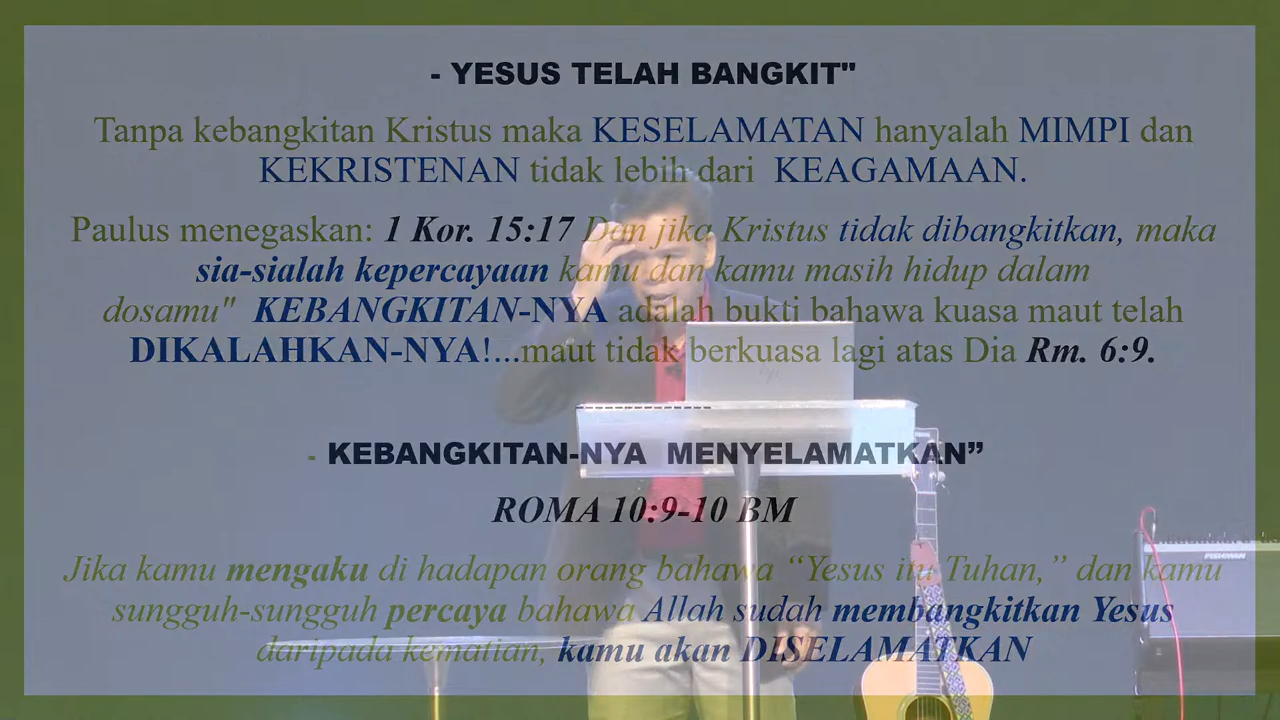 - YESUS TELAH BANGKIT"
Tanpa kebangkitan Kristus maka KESELAMATAN hanyalah MIMPI dan
KEKRISTENAN tidak lebih dari KEAGAMAAN.
Paulus menegaskan: 1 Kor. 15:17 Dan jika Kristus tidak dibangkitkan, maka
sia-sialah kepercayaan kamu dan kamu masih hidup dalam
dosamu" KEBANGKITAN-NYA adalah bukti bahawa kuasa maut telah
DIKALAHKAN-NYA!...maut tidak berkuasa lagi atas Dia Rm. 6:9.
- KEBANGKITAN-NYA MENYELAMATKAN”
ROMA 10:9-10 BM
Jika kamu mengaku di hadapan orang bahawa “Yesus itu Tuhan,” dan kamu
sungguh-sungguh percaya bahawa Allah sudah membangkitkan Yesus
daripada kematian, kamu akan DISELAMATKAN
FISHMAN
hp